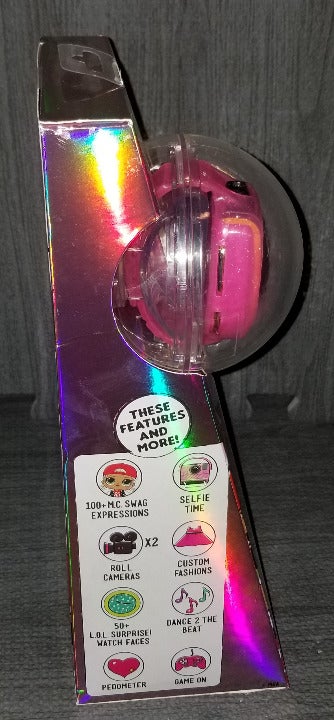 THESE
FEATURES
AND
MORE!
100+ M.C. SWAG
EXPRESSIONS
SELFIE
TIME
X2
ROLL
CAMERAS
CUSTOM
FASHIONS
50+
L.O.L. SURPRISE!
WATCH FACES
DANCE 2 THE
BEAT
PEDOMETER
GAME ON